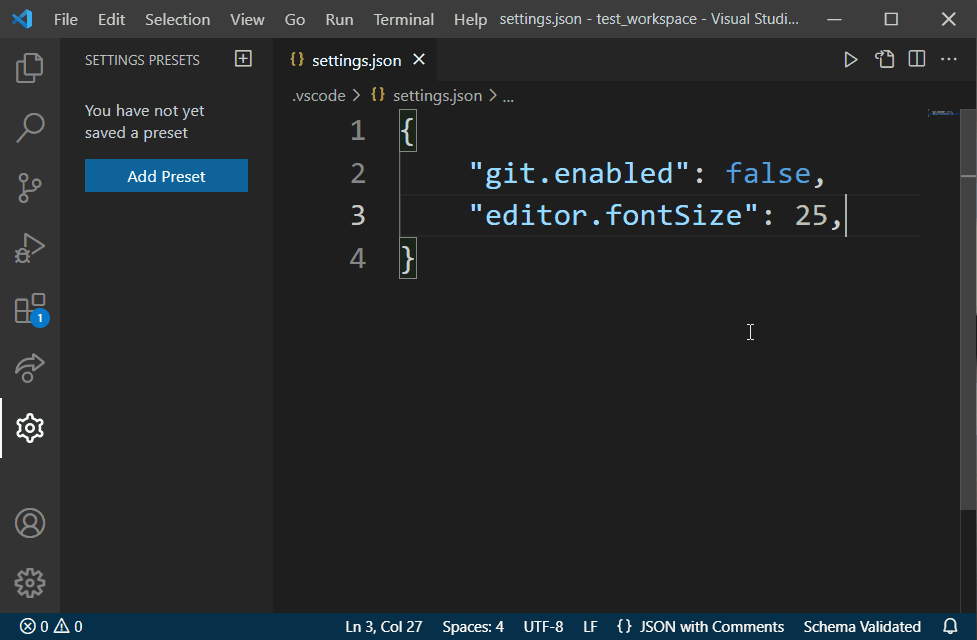 File Edit Selection View Go Run Terminal Help settings.json - test_workspace - Visual Studi...
SETTINGS PRESETS
You have not yet
saved a preset
Add Preset
settings.json
.vscode > {} settings.json > ...
1 {
2 "git.enabled": false,
3 "editor.fontSize": 25,
4 }
1
0 0 Ln 3, Col 27 Spaces: 4 UTF-8 LF {} JSON with Comments Schema Validated